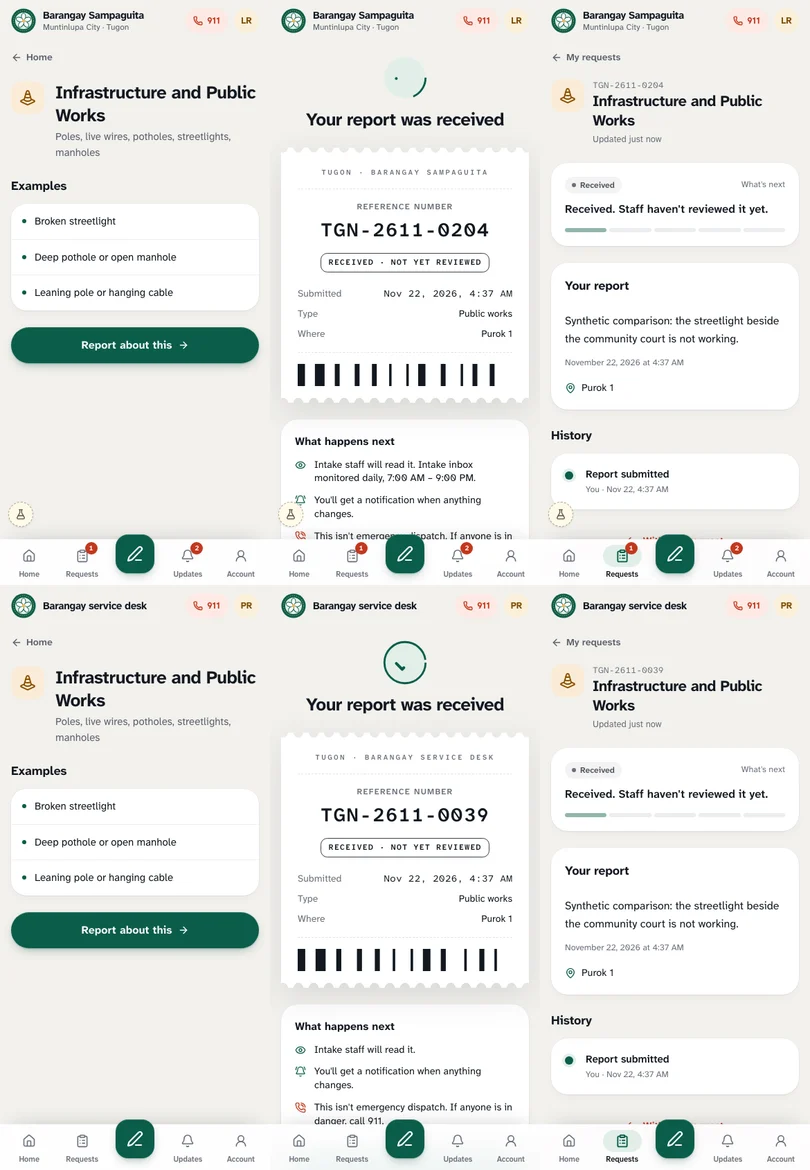 Barangay Sampaguita
Muntinlupa City · Tugon
911
LR
Home
Infrastructure and Public
Works
Poles, live wires, potholes, streetlights,
manholes
Examples
Broken streetlight
Deep pothole or open manhole
Leaning pole or hanging cable
Report about this
Home
1
Requests
2
Updates
Account
Barangay Sampaguita
Muntinlupa City · Tugon
911
LR
Your report was received
TUGON · BARANGAY SAMPAGUITA
REFERENCE NUMBER
TGN-2611-0204
RECEIVED · NOT YET REVIEWED
Submitted Nov 22, 2026, 4:37 AM
Type Public works
Where Purok 1
What happens next
Intake staff will read it. Intake inbox
monitored daily, 7:00 AM – 9:00 PM.
You'll get a notification when anything
changes.
This isn't emergency dispatch. If anyone is in
Home
1
Requests
2
Updates
Account
Barangay Sampaguita
Muntinlupa City · Tugon
911
LR
My requests
TGN-2611-0204
Infrastructure and Public
Works
Updated just now
Received What's next
Received. Staff haven't reviewed it yet.
Your report
Synthetic comparison: the streetlight beside
the community court is not working.
November 22, 2026 at 4:37 AM
Purok 1
History
Report submitted
You · Nov 22, 4:37 AM
Home
1
Requests
2
Updates
Account
Barangay service desk
911
PR
Home
Infrastructure and Public
Works
Poles, live wires, potholes, streetlights,
manholes
Examples
Broken streetlight
Deep pothole or open manhole
Leaning pole or hanging cable
Report about this
Home
Requests
Updates
Account
Barangay service desk
911
PR
Your report was received
TUGON · BARANGAY SERVICE DESK
REFERENCE NUMBER
TGN-2611-0039
RECEIVED · NOT YET REVIEWED
Submitted Nov 22, 2026, 4:37 AM
Type Public works
Where Purok 1
What happens next
Intake staff will read it.
You'll get a notification when anything
changes.
This isn't emergency dispatch. If anyone is in
danger, call 911.
Home
Requests
Updates
Account
Barangay service desk
911
PR
My requests
TGN-2611-0039
Infrastructure and Public
Works
Updated just now
Received What's next
Received. Staff haven't reviewed it yet.
Your report
Synthetic comparison: the streetlight beside
the community court is not working.
November 22, 2026 at 4:37 AM
Purok 1
History
Report submitted
You · Nov 22, 4:37 AM
Home
Requests
Updates
Account